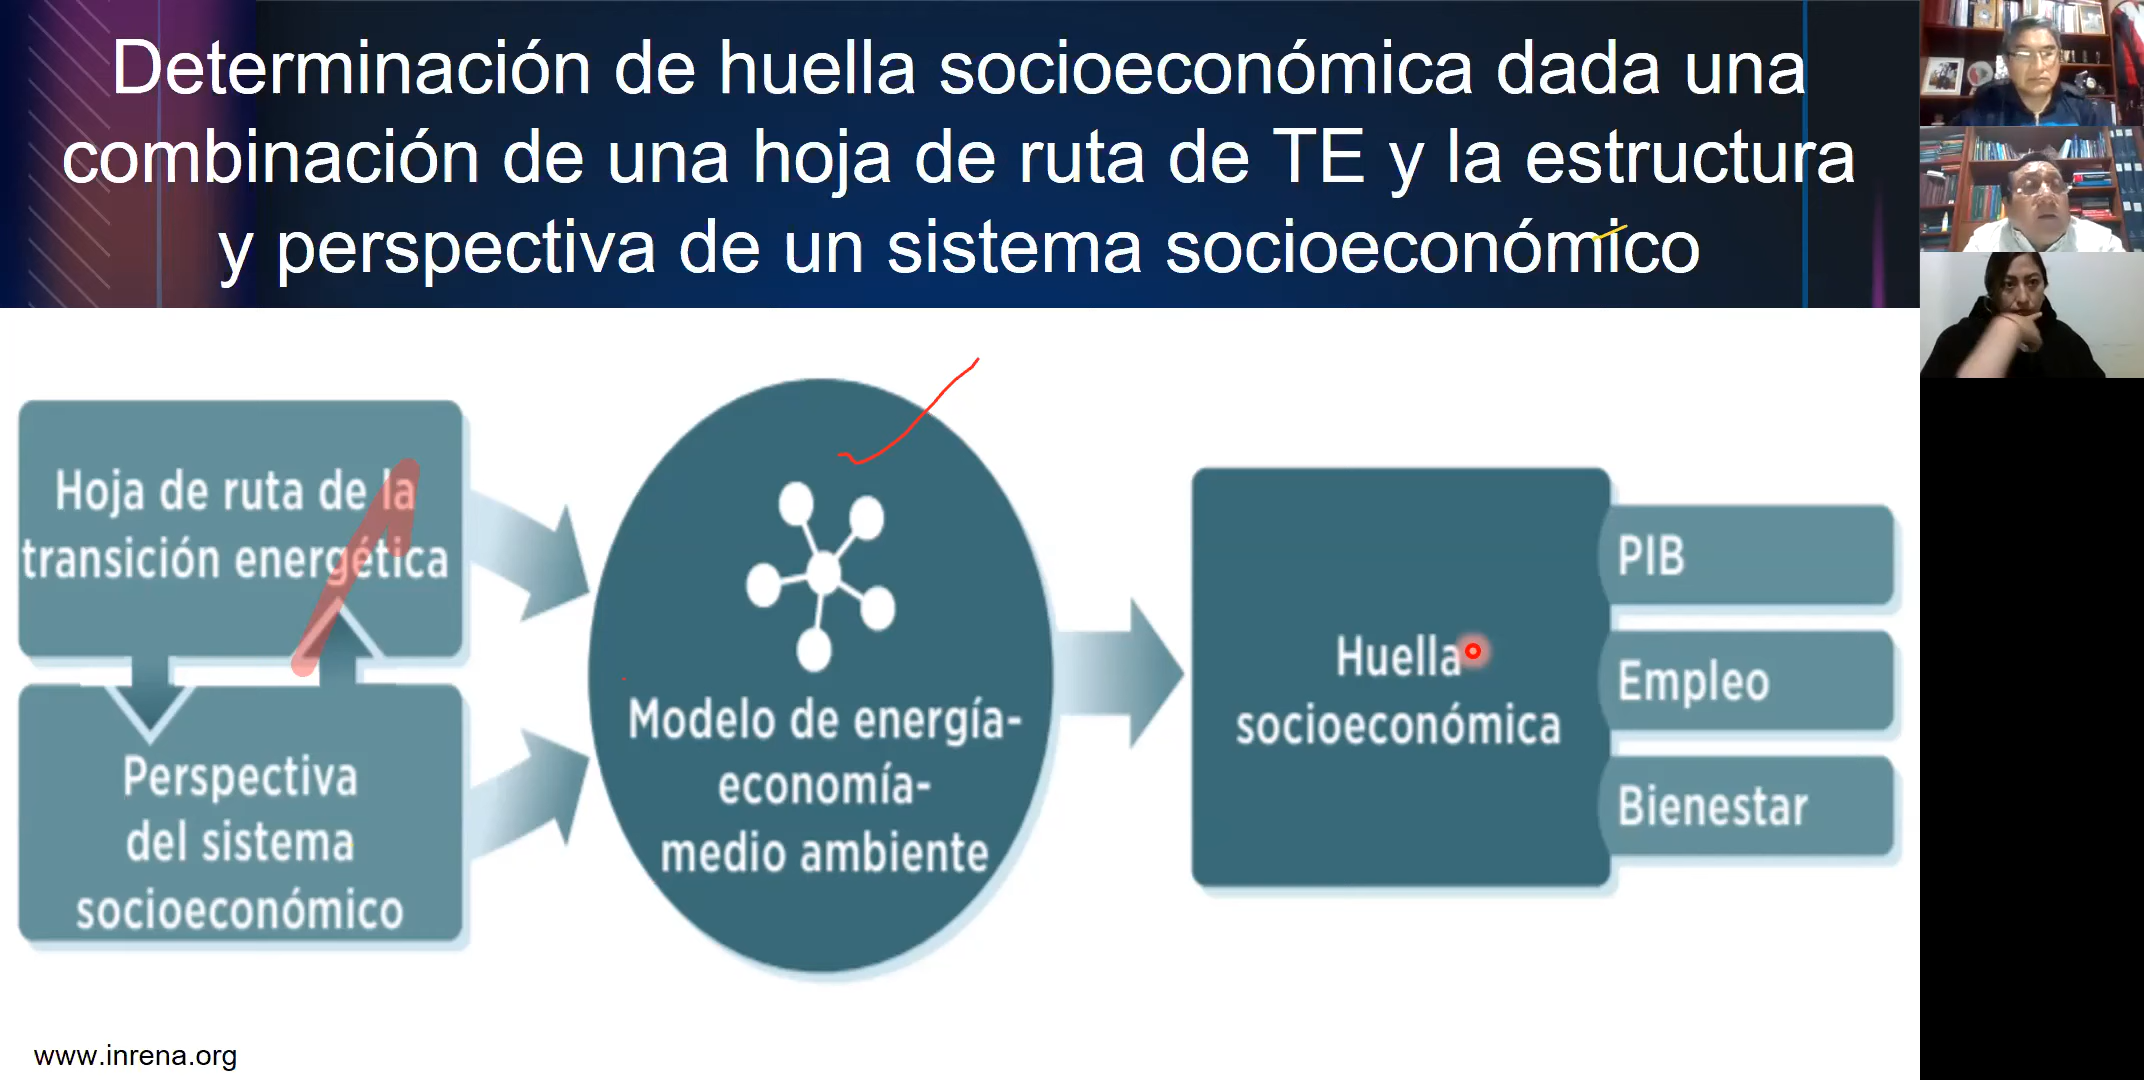 Determinación de huella socioeconómica dada una
combinación de una hoja de ruta de TE y la estructura
y perspectiva de un sistema socioeconómico
Hoja de ruta de la
transición energética
Perspectiva
del sistema
socioeconómico
Modelo de energía-
economía-
medio ambiente
Huella
socioeconómica
PIB
Empleo
Bienestar
www.inrena.org